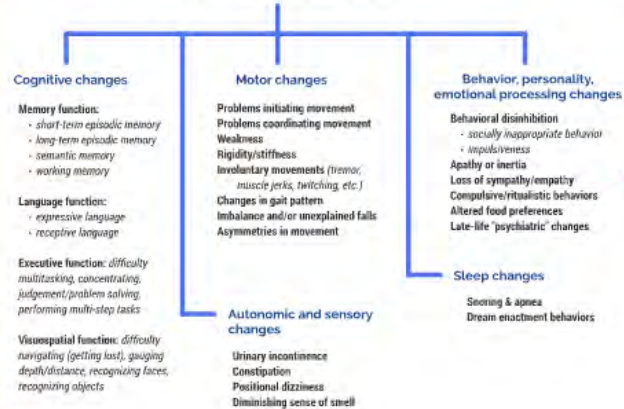 Cognitive changes
Memory function:
- short-term episodic memory
- long-term episodic memory
- semantic memory
- working memory
Language function:
- expressive language
- receptive language
Executive function: difficulty
multitasking, concentrating,
judgement/problem solving,
performing multi-step tasks
Visuospatial function: difficulty
navigating (getting lost), gauging
depth/distance, recognizing faces,
recognizing objects
Motor changes
Problems initiating movement
Problems coordinating movement
Weakness
Rigidity/stiffness
Involuntary movements (tremor,
muscle jerks, twitching, etc.)
Changes in gait pattern
Imbalance and/or unexplained falls
Asymmetries in movement
Autonomic and sensory
changes
Urinary incontinence
Constipation
Positional dizziness
Diminishing sense of smell
Behavior, personality,
emotional processing changes
Behavioral disinhibition
- socially inappropriate behavior
- impulsiveness
Apathy or inertia
Loss of sympathy/empathy
Compulsive/ritualistic behaviors
Altered food preferences
Late-life "psychiatric" changes
Sleep changes
Snoring & apnea
Dream enactment behaviors